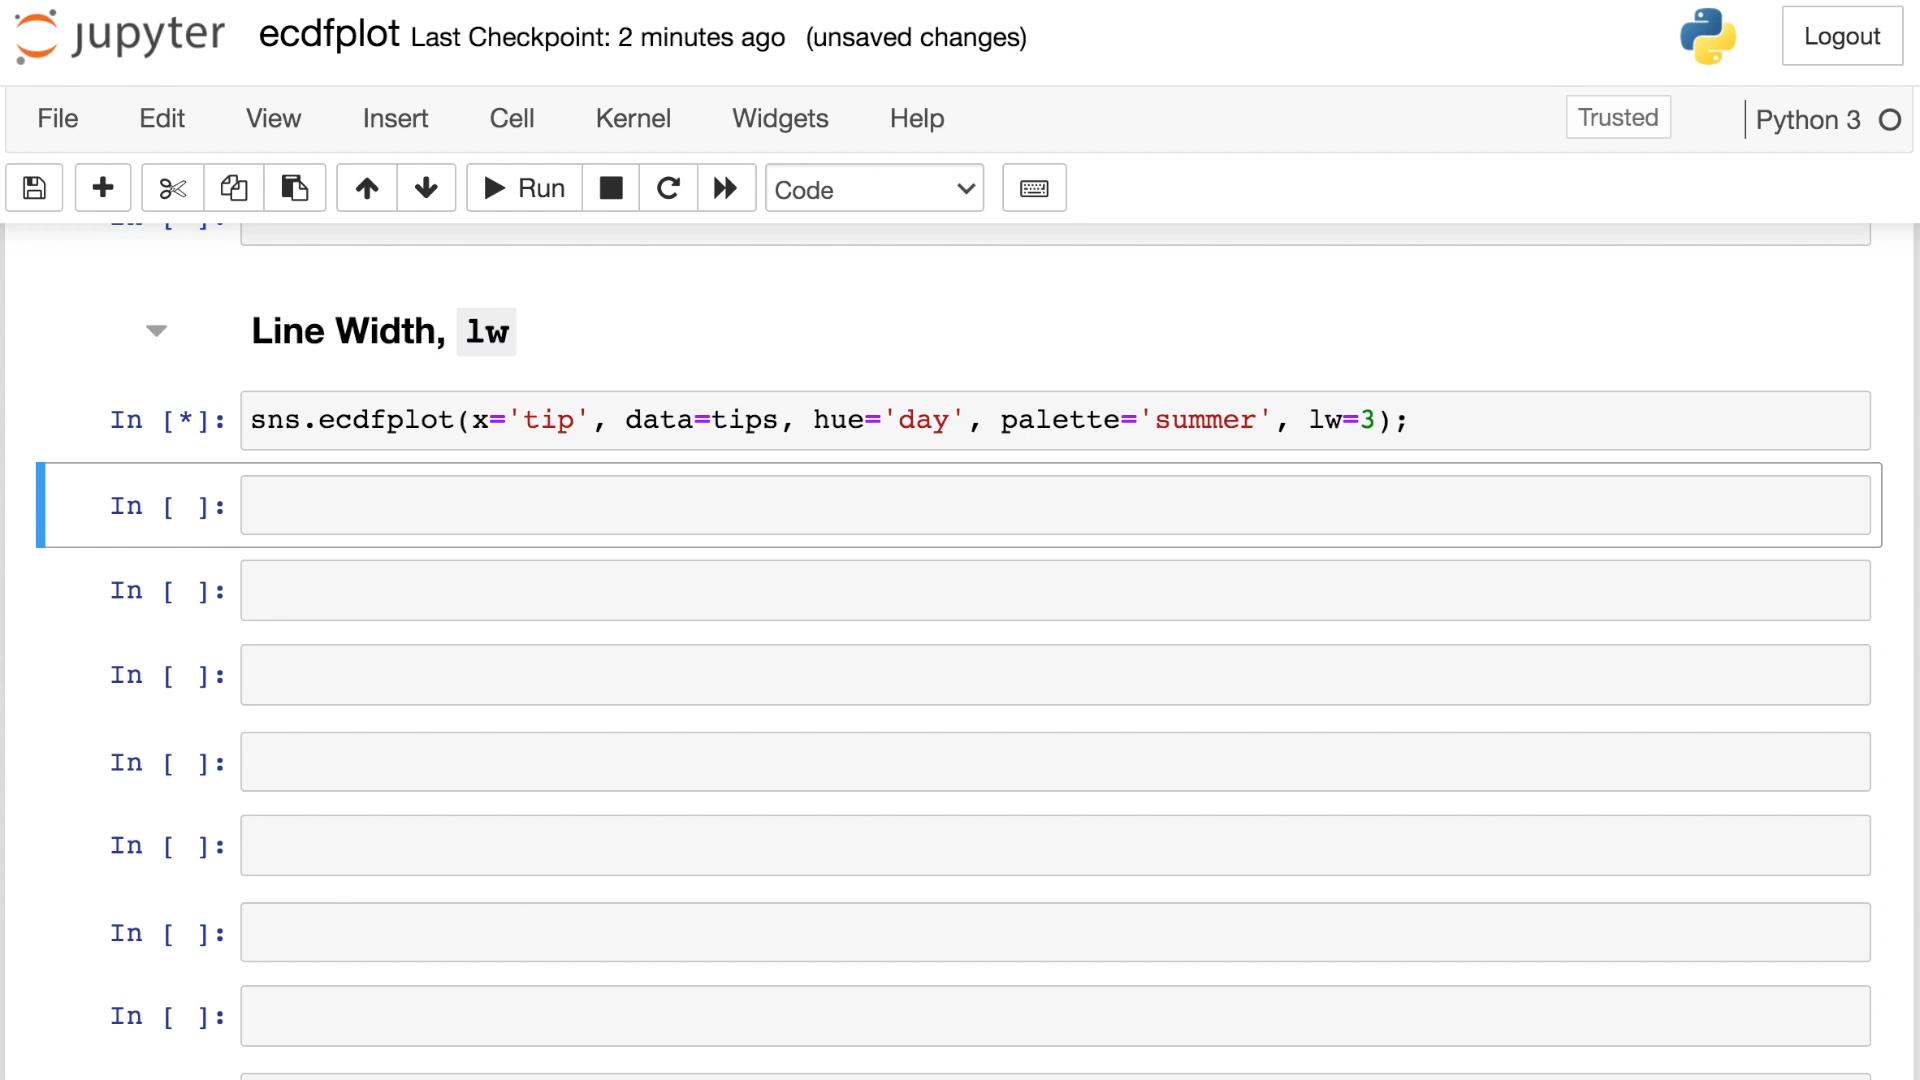 jupyter ecdfplot Last Checkpoint: 2 minutes ago (unsaved changes) Logout
File Edit View Insert Cell Kernel Widgets Help Trusted Python 3
Run Code
In [ ]:
Line Width, lw
In [*]: sns.ecdfplot(x='tip', data=tips, hue='day', palette='summer', lw=3);
In [ ]:
In [ ]:
In [ ]:
In [ ]:
In [ ]:
In [ ]:
In [ ]: